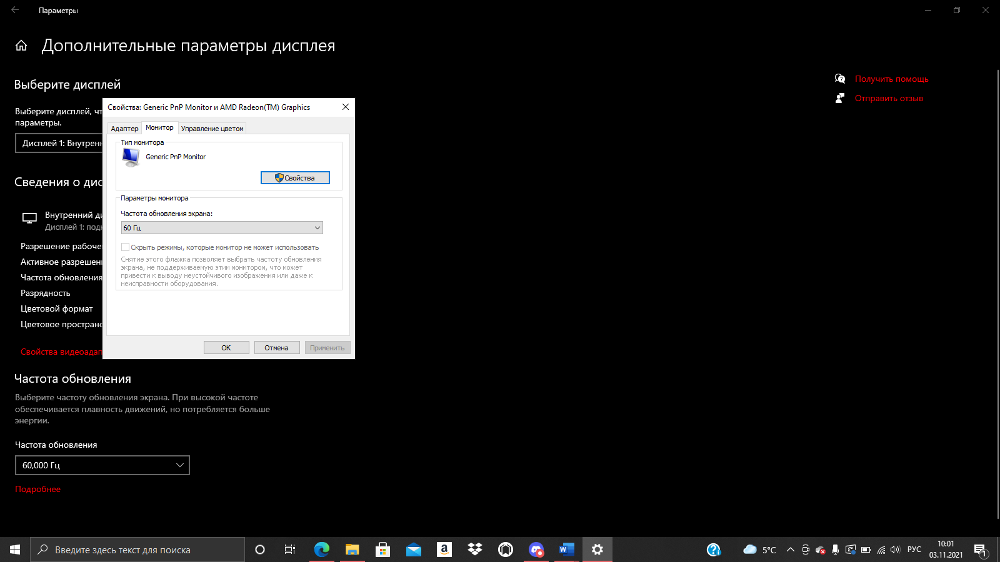 Параметры
Дополнительные параметры дисплея
Выберите дисплей
Выберите дисплей, чт
параметры.
Дисплей 1: Внутренн
Сведения о дис
Внутренний ди
Дисплей 1: подк
Разрешение рабоче
Активное разрешен
Частота обновления
Разрядность
Цветовой формат
Цветовое простран
Свойства видеоадап
Свойства: Generic PnP Monitor и AMD Radeon(TM) Graphics
Адаптер
Монитор
Управление цветом
Тип монитора
Generic PnP Monitor
Свойства
Параметры монитора
Частота обновления экрана:
60 Гц
Скрыть режимы, которые монитор не может использовать
Снятие этого флажка позволяет выбрать частоту обновления
экрана, не поддерживаемую этим монитором, что может
привести к выводу неустойчивого изображения или даже к
неисправности оборудования.
ОК
Отмена
Применить
Частота обновления
Выберите частоту обновления экрана. При высокой частоте
обеспечивается плавность движений, но потребляется больше
энергии.
Частота обновления
60,000 Гц
Подробнее
Получить помощь
Отправить отзыв
Введите здесь текст для поиска
5°C
РУС
10:01
03.11.2021
1